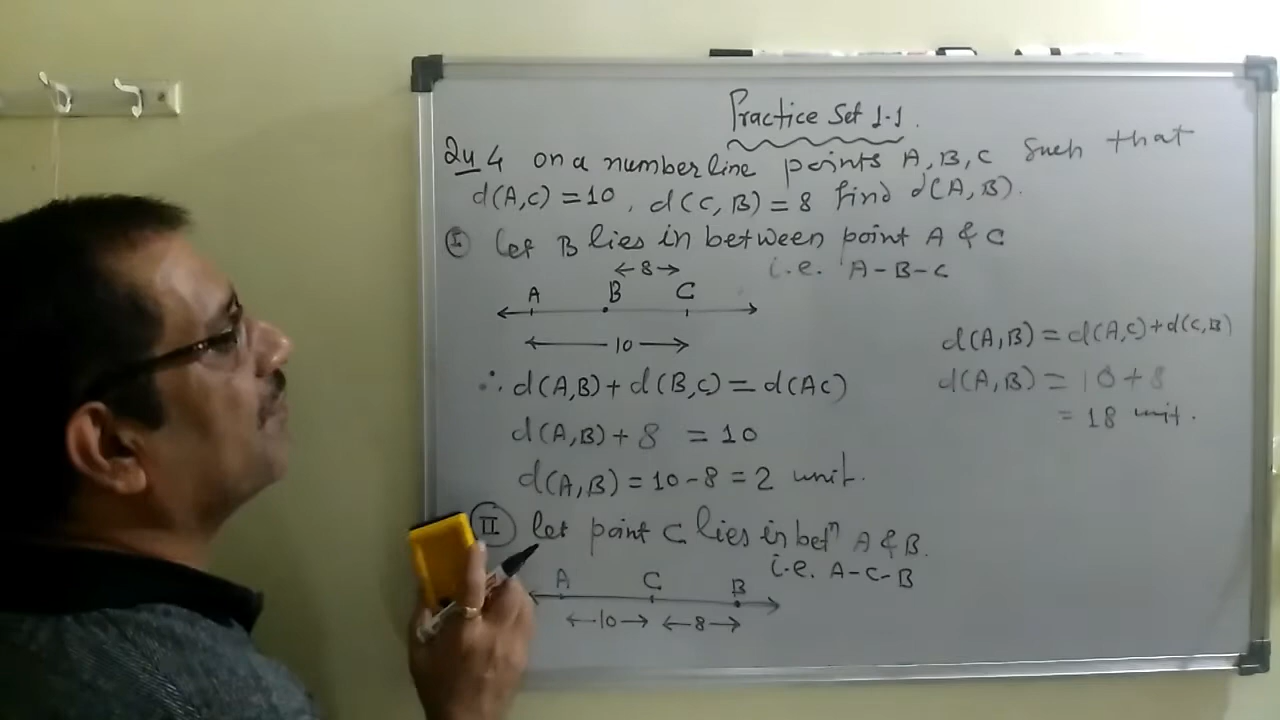 Practice Set 1.1.
Qu 4 on a number line points A, B, C such that
d(A,C) = 10, d(C,B) = 8 find d(A,B).
I let B lies in between point A & C
i.e. A-B-C
←8→
A B C
← 10 →
∴ d(A,B) + d(B,C) = d(AC)
d(A,B) + 8 = 10
d(A,B) = 10 - 8 = 2 unit.
II let point C lies in betⁿ A & B.
i.e. A-C-B
A C B
←10→ ←8→
d(A,B) = d(A,C) + d(C,B)
d(A,B) = 10 + 8
= 18 unit.